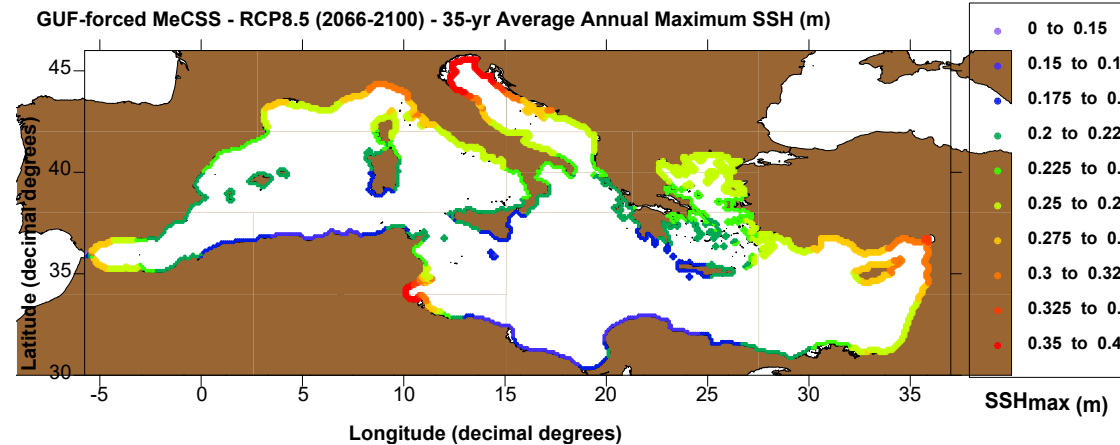 GUF-forced MeCSS - RCP8.5 (2066-2100) - 35-yr Average Annual Maximum SSH (m)
0 to 0.15
0.15 to 0.1
0.175 to 0.
0.2 to 0.22
0.225 to 0.
0.25 to 0.2
0.275 to 0.
0.3 to 0.32
0.325 to 0.
0.35 to 0.4
SSHmax (m)
Latitude (decimal degrees)
45
40
35
30
-5 0 5 10 15 20 25 30 35
Longitude (decimal degrees)